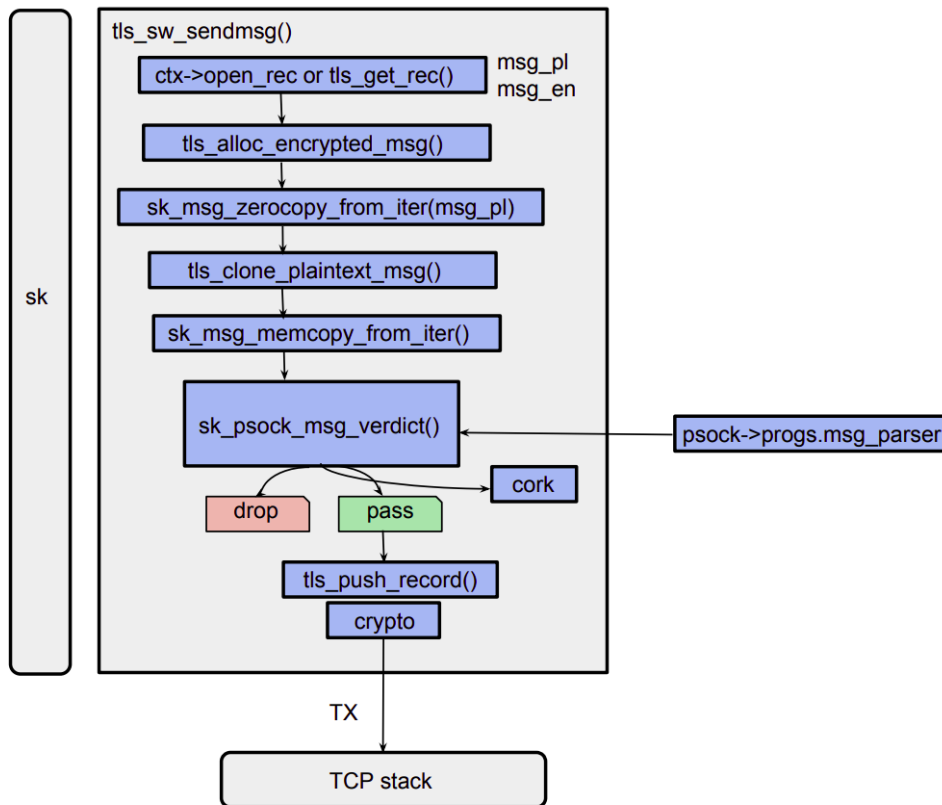 tls_sw_sendmsg()
ctx->open_rec or tls_get_rec()
msg_pl
msg_en
tls_alloc_encrypted_msg()
sk_msg_zerocopy_from_iter(msg_pl)
tls_clone_plaintext_msg()
sk
sk_msg_memcopy_from_iter()
sk_psock_msg_verdict()
psock->progs.msg_parser
cork
drop
pass
tls_push_record()
crypto
TX
TCP stack